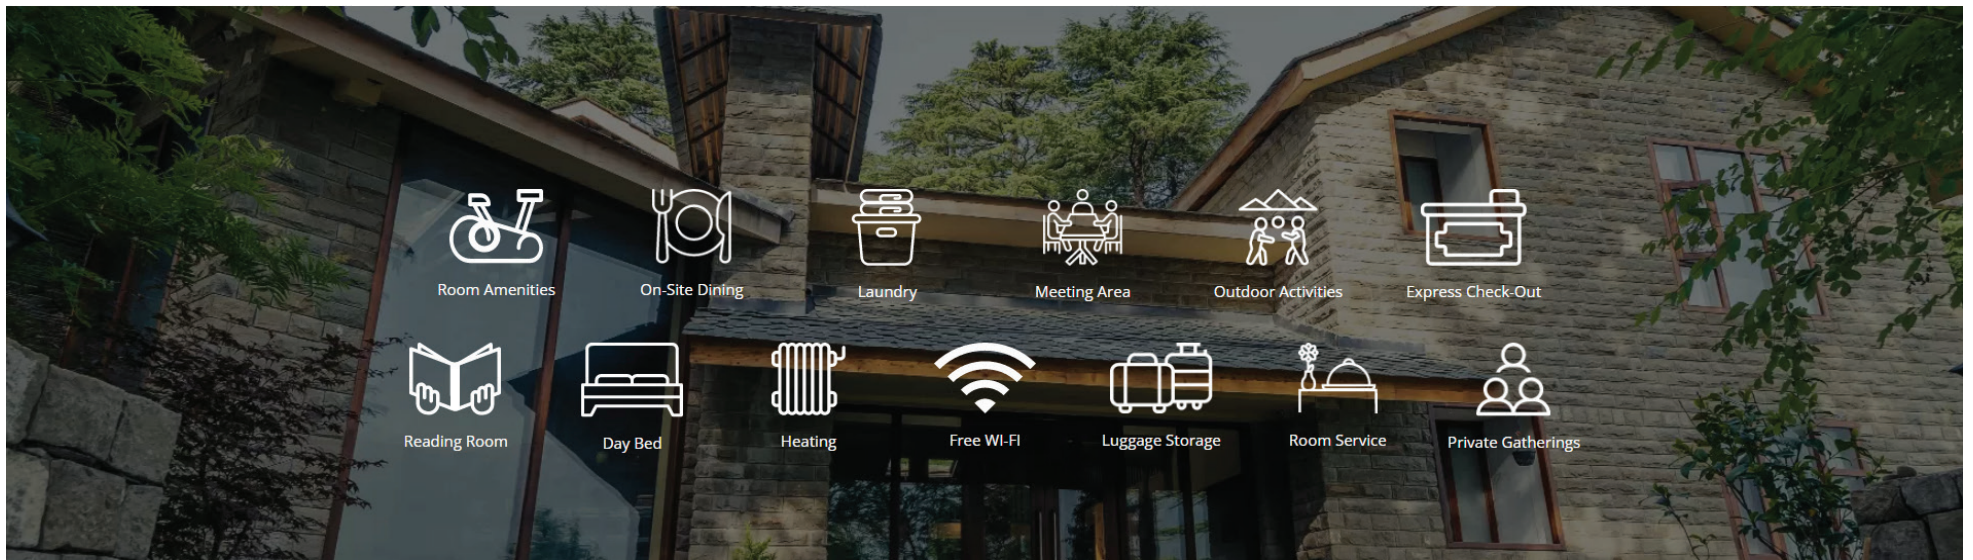 Room Amenities
On-Site Dining
Laundry
Meeting Area
Outdoor Activities
Express Check-Out
Reading Room
Day Bed
Heating
Free WI-FI
Luggage Storage
Room Service
Private Gatherings